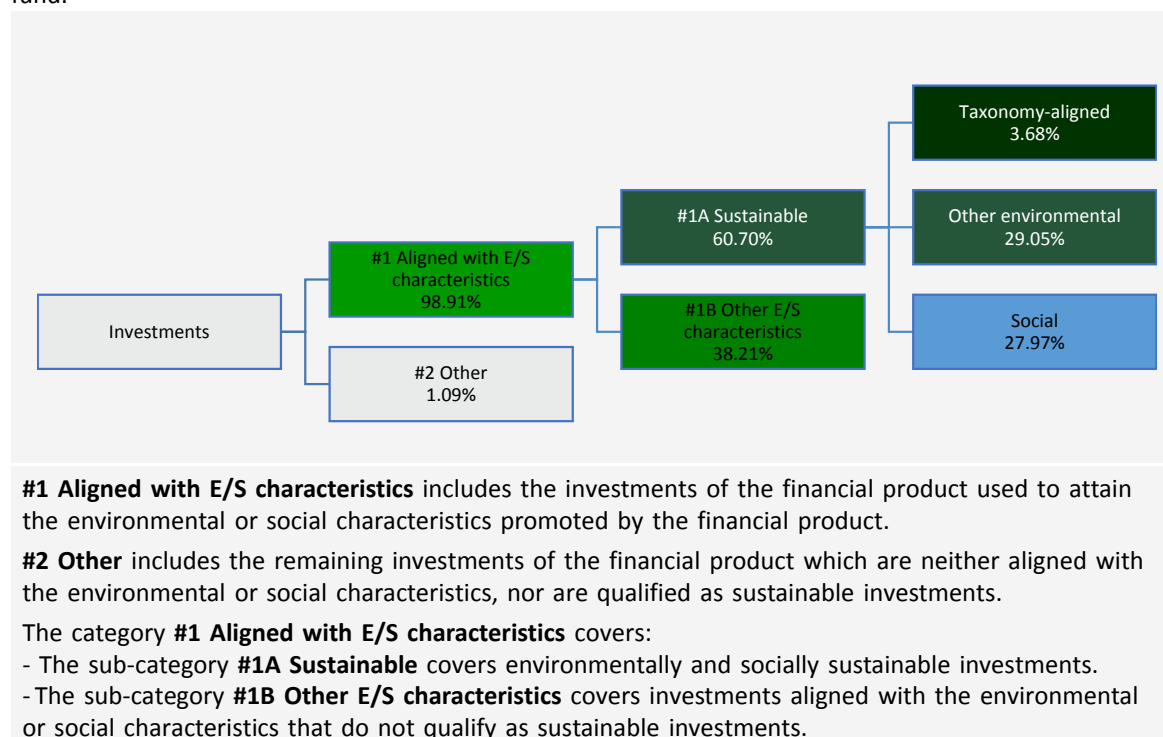 Taxonomy-aligned
3.68%
#1A Sustainable
60.70%
Other environmental
29.05%
#1 Aligned with E/S
characteristics
98.91%
Investments
#1B Other E/S
characteristics
38.21%
Social
27.97%
#2 Other
1.09%
#1 Aligned with E/S characteristics includes the investments of the financial product used to attain
the environmental or social characteristics promoted by the financial product.
#2 Other includes the remaining investments of the financial product which are neither aligned with
the environmental or social characteristics, nor are qualified as sustainable investments.
The category #1 Aligned with E/S characteristics covers:
- The sub-category #1A Sustainable covers environmentally and socially sustainable investments.
- The sub-category #1B Other E/S characteristics covers investments aligned with the environmental
or social characteristics that do not qualify as sustainable investments.